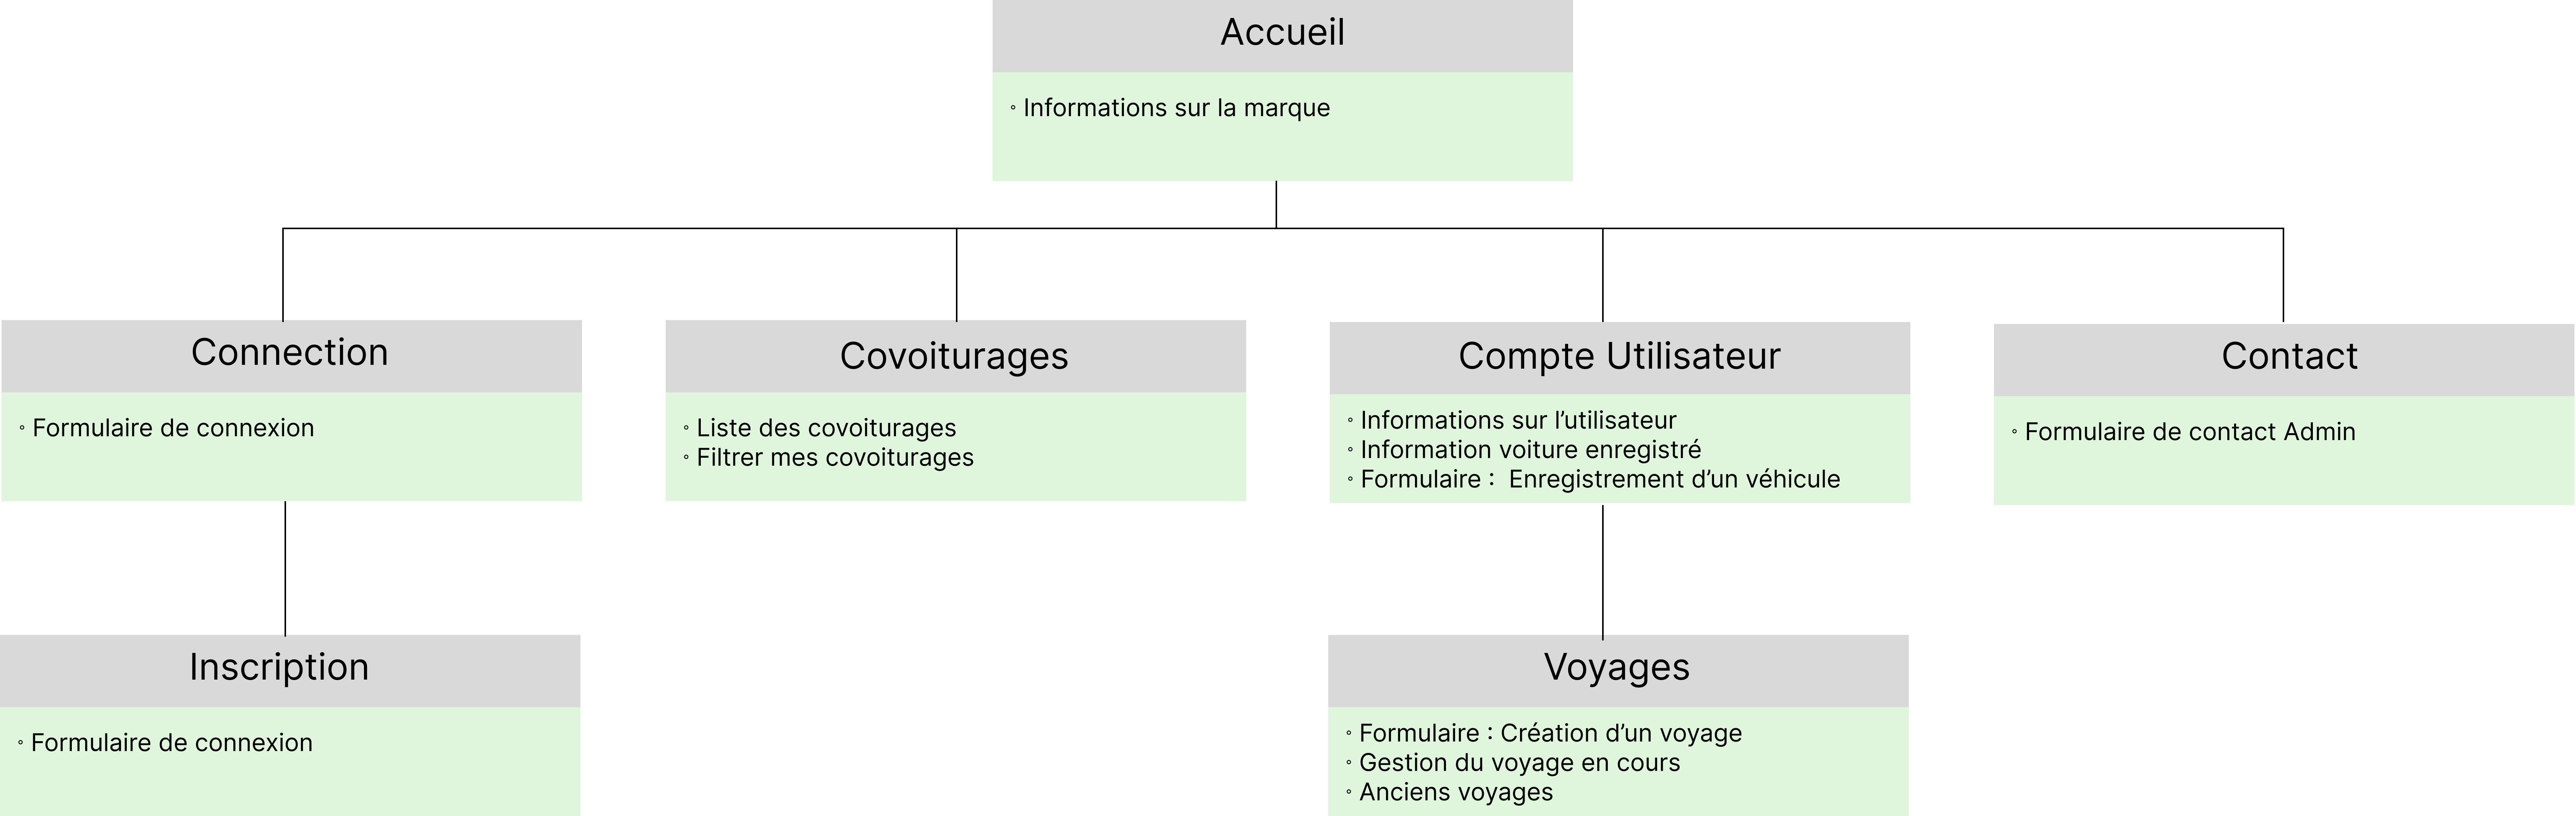 Accueil
◦ Informations sur la marque
Connection
◦ Formulaire de connexion
Covoiturages
◦ Liste des covoiturages
◦ Filtrer mes covoiturages
Compte Utilisateur
◦ Informations sur l’utilisateur
◦ Information voiture enregistré
◦ Formulaire :  Enregistrement d’un véhicule
Contact
◦ Formulaire de contact Admin
Inscription
◦ Formulaire de connexion
Voyages
◦ Formulaire : Création d’un voyage
◦ Gestion du voyage en cours
◦ Anciens voyages